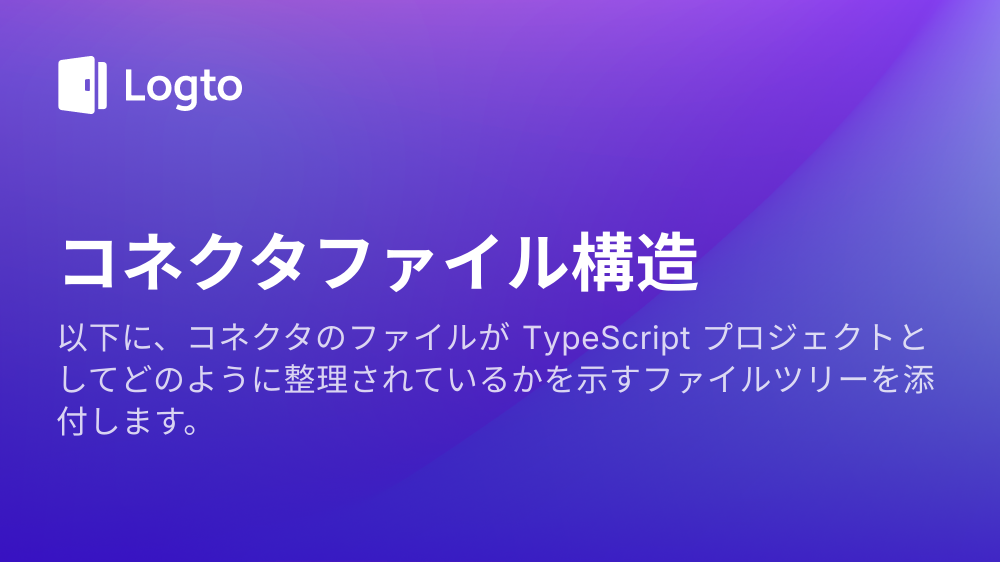 Logto
コネクタファイル構造
以下に、コネクタのファイルが TypeScript プロジェクトと
してどのように整理されているかを示すファイルツリーを添
付します。